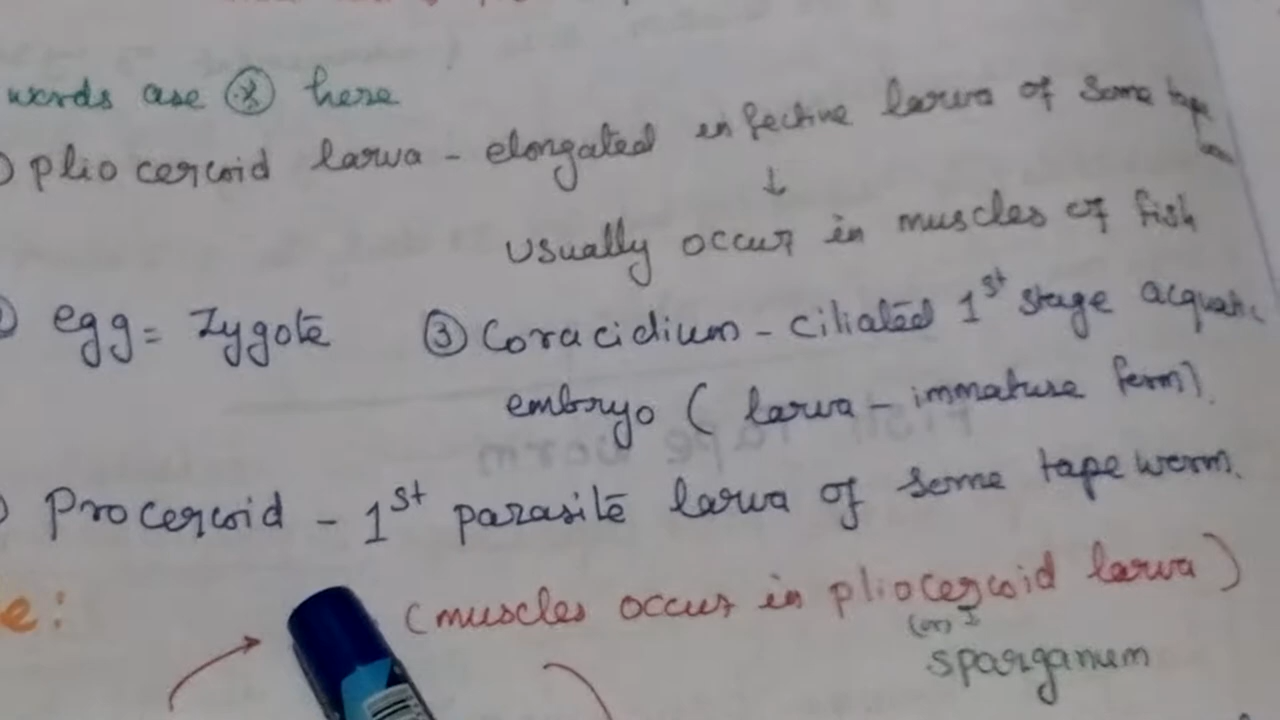 words are * here
plio cercoid larva - elongated infective larva of some tape
↓
usually occur in muscles of fish
egg = zygote ③ Coracidium - ciliated 1st stage acquatic
embryo (larva - immature form).
Procercoid - 1st parasite larva of some tape worm.
e: (muscles occur in pliocercoid larva)
(or)
sparganum